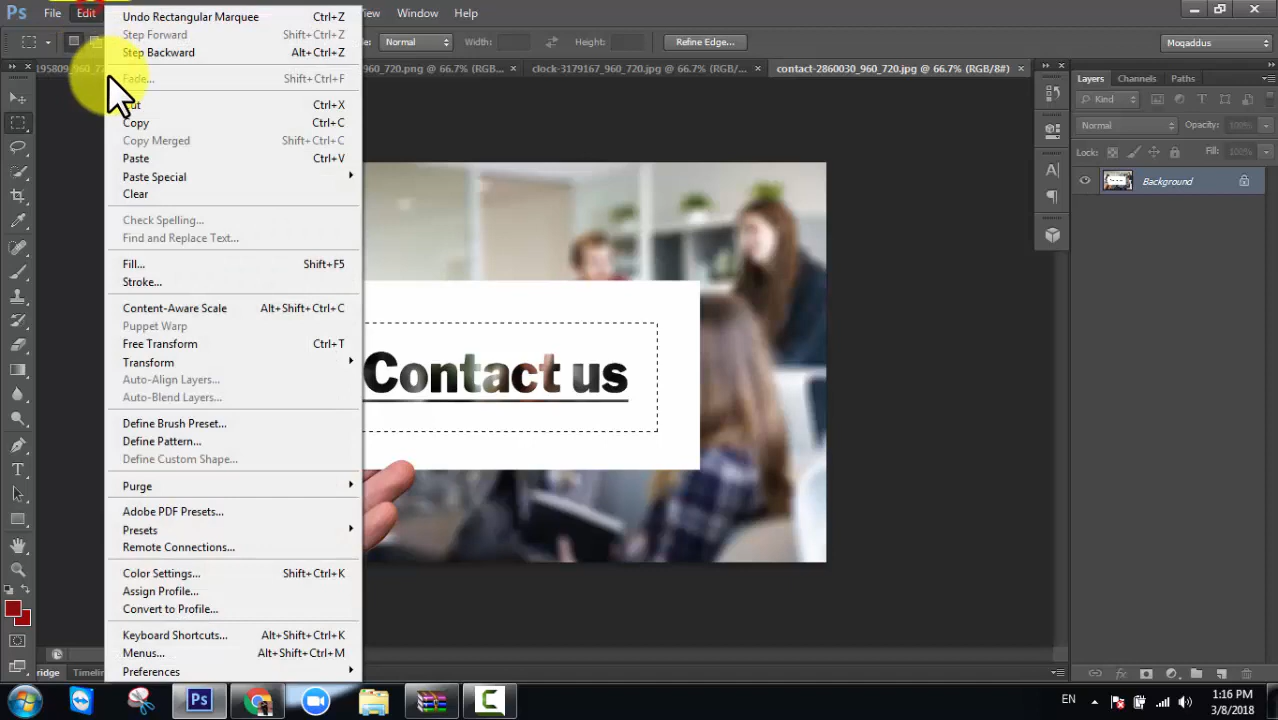 Ps File Edit View Window Help
Normal Width: Height: Refine Edge... Moqaddus
195809_960_72 960_720.png @ 66.7% (RGB... × clock-3179167_960_720.jpg @ 66.7% (RGB/... × contact-2860030_960_720.jpg @ 66.7% (RGB/8#) ×
Undo Rectangular Marquee Ctrl+Z
Step Forward Shift+Ctrl+Z
Step Backward Alt+Ctrl+Z
Fade... Shift+Ctrl+F
Cut Ctrl+X
Copy Ctrl+C
Copy Merged Shift+Ctrl+C
Paste Ctrl+V
Paste Special
Clear
Check Spelling...
Find and Replace Text...
Fill... Shift+F5
Stroke...
Content-Aware Scale Alt+Shift+Ctrl+C
Puppet Warp
Free Transform Ctrl+T
Transform
Auto-Align Layers...
Auto-Blend Layers...
Define Brush Preset...
Define Pattern...
Define Custom Shape...
Purge
Adobe PDF Presets...
Presets
Remote Connections...
Color Settings... Shift+Ctrl+K
Assign Profile...
Convert to Profile...
Keyboard Shortcuts... Alt+Shift+Ctrl+K
Menus... Alt+Shift+Ctrl+M
Preferences
Contact us
Layers Channels Paths
Kind
Normal Opacity: 100%
Lock: Fill: 100%
Background
ridge Timeline
Ps
EN 1:16 PM
3/8/2018